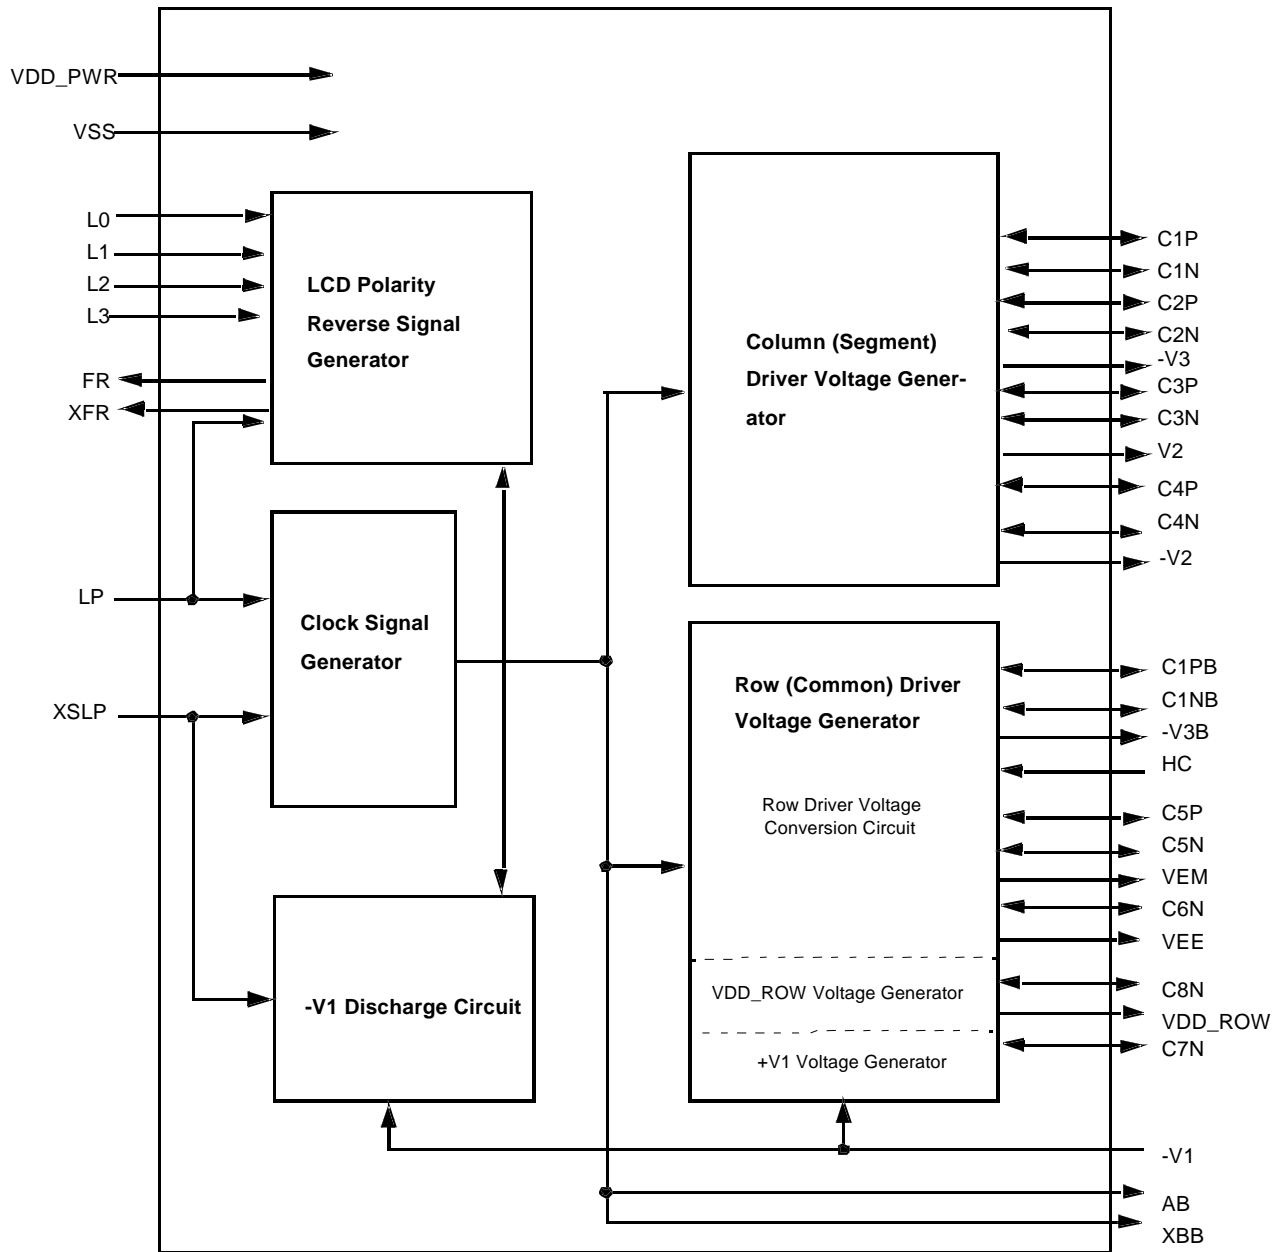 VDD_PWR
VSS
L0
L1
L2
L3
FR
XFR
LP
XSLP
LCD Polarity
Reverse Signal
Generator
Clock Signal
Generator
-V1 Discharge Circuit
Column (Segment)
Driver Voltage Gener-
ator
Row (Common) Driver
Voltage Generator
Row Driver Voltage
Conversion Circuit
VDD_ROW Voltage Generator
+V1 Voltage Generator
C1P
C1N
C2P
C2N
-V3
C3P
C3N
V2
C4P
C4N
-V2
C1PB
C1NB
-V3B
HC
C5P
C5N
VEM
C6N
VEE
C8N
VDD_ROW
C7N
-V1
AB
XBB